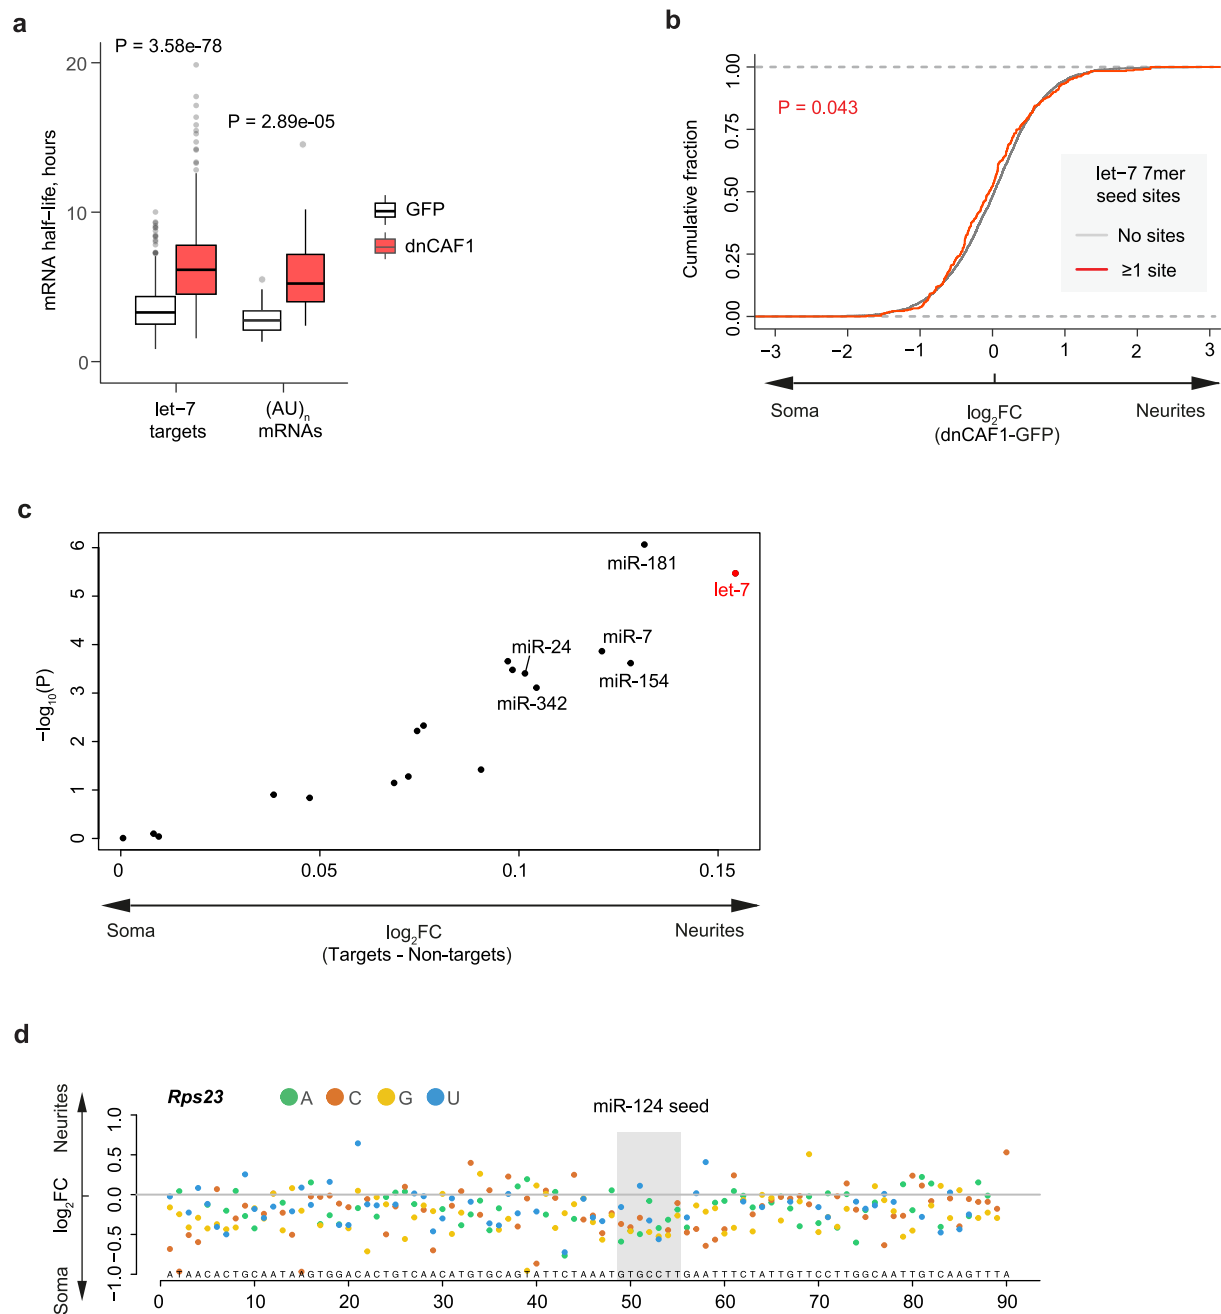 a
P = 3.58e-78
P = 2.89e-05
20
10
0
mRNA half-life, hours
GFP
dnCAF1
let-7
targets
(AU)n
mRNAs
b
P = 0.043
Cumulative fraction
1.00
0.75
0.50
0.25
0.00
let-7 7mer
seed sites
No sites
≥1 site
−3 −2 −1 0 1 2 3
Soma
Neurites
log2FC
(dnCAF1-GFP)
c
6
5
4
3
2
1
0
-log10(P)
miR-181
let-7
miR-24
miR-7
miR-154
miR-342
0 0.05 0.1 0.15
Soma
Neurites
log2FC
(Targets - Non-targets)
d
Rps23
A C G U
miR-124 seed
Neurites
log2FC
Soma
1.0
0.5
0.0
−0.5
−1.0
ATAACACTGCAATAAGTGGACACTGTCAACATGTGCAGTATTCTAAATGTGCCTTGAATTTCTATTGTTCCTTGGCAATTGTCAAGTTTA
0 10 20 30 40 50 60 70 80 90